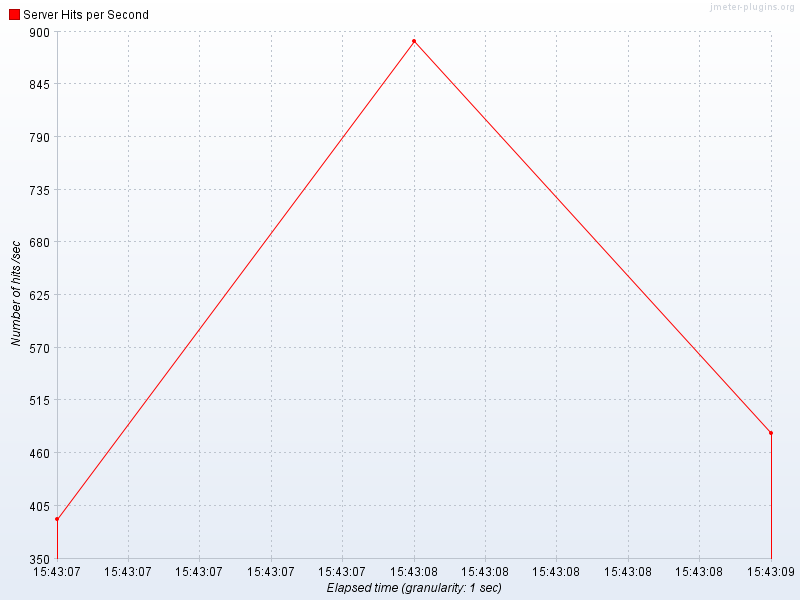 jmeter-plugins.org
Server Hits per Second
900
845
790
735
680
625
570
515
460
405
350
Number of hits /sec
15:43:07 15:43:07 15:43:07 15:43:07 15:43:07 15:43:08 15:43:08 15:43:08 15:43:08 15:43:08 15:43:09
Elapsed time (granularity: 1 sec)